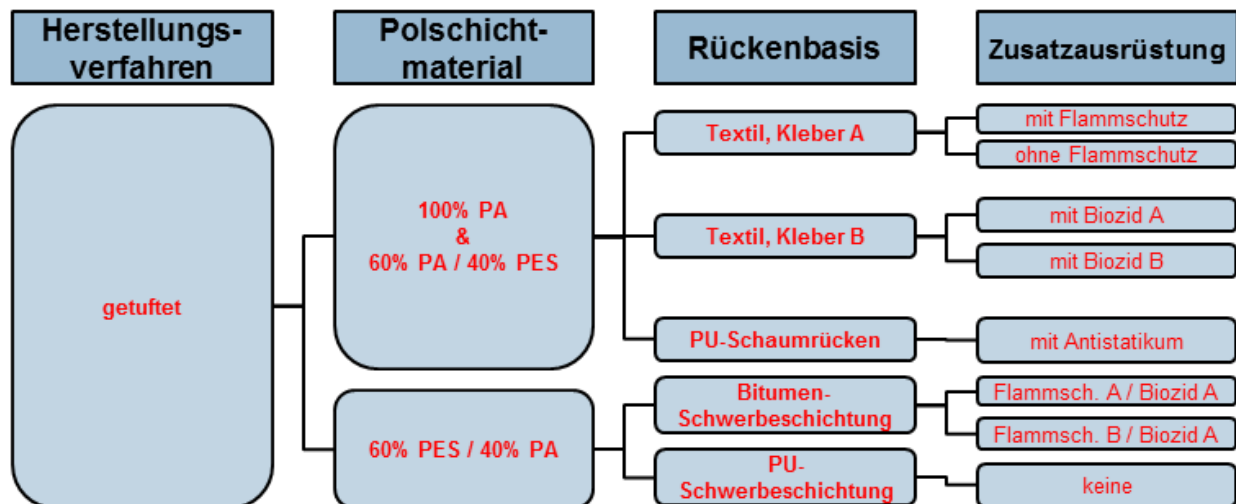 Herstellungs-
verfahren
Polschicht-
material
Rückenbasis
Zusatzausrüstung
getuftet
100% PA
&
60% PA / 40% PES
60% PES / 40% PA
Textil, Kleber A
Textil, Kleber B
PU-Schaumrücken
Bitumen-
Schwerbeschichtung
PU-
Schwerbeschichtung
mit Flammschutz
ohne Flammschutz
mit Biozid A
mit Biozid B
mit Antistatikum
Flammsch. A / Biozid A
Flammsch. B / Biozid A
keine